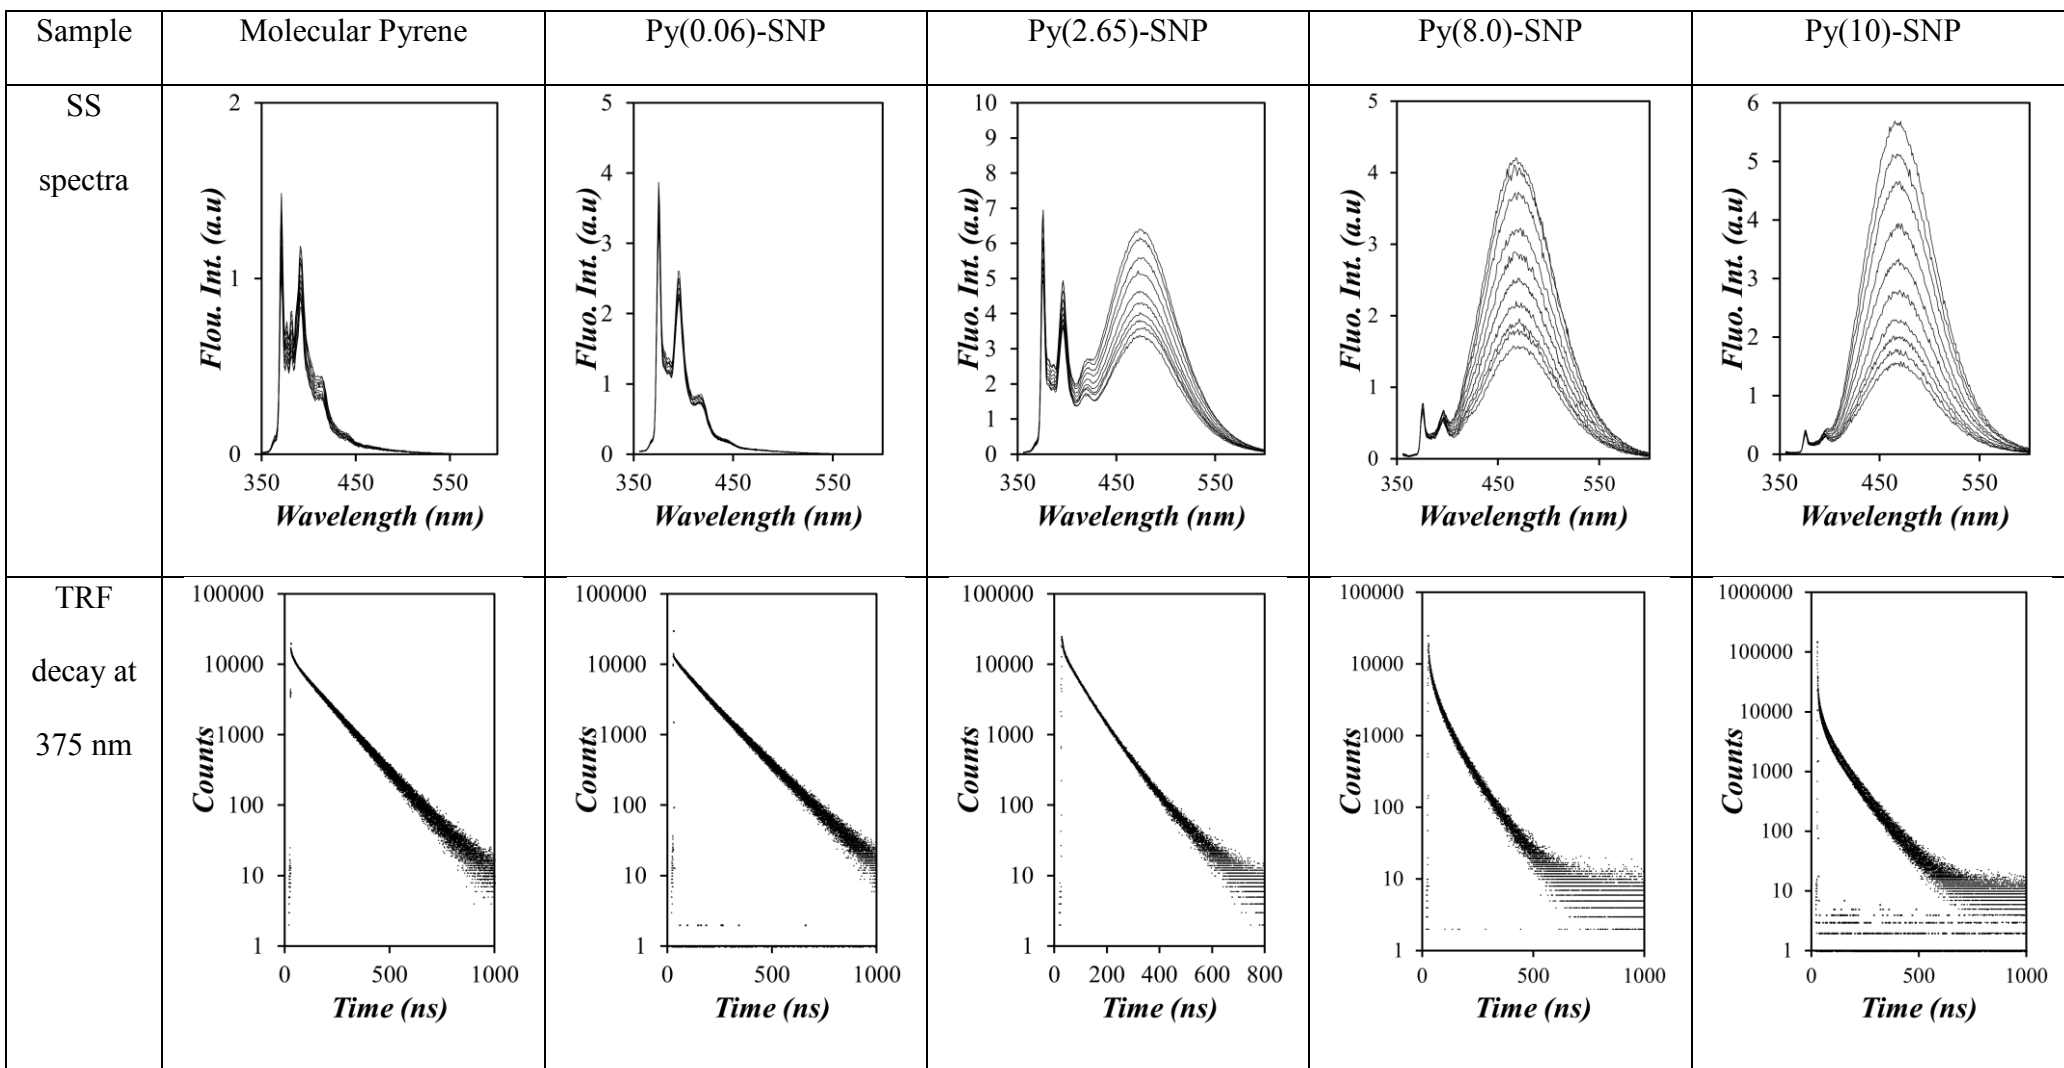 Sample Molecular Pyrene Py(0.06)-SNP Py(2.65)-SNP Py(8.0)-SNP Py(10)-SNP
SS
spectra
Flou. Int. (a.u)
2
1
0
350 450 550
Wavelength (nm)
Fluo. Int. (a.u)
5
4
3
2
1
0
350 450 550
Wavelength (nm)
Fluo. Int. (a.u)
10
9
8
7
6
5
4
3
2
1
0
350 450 550
Wavelength (nm)
Fluo. Int. (a.u)
5
4
3
2
1
0
350 450 550
Wavelength (nm)
Fluo. Int. (a.u)
6
5
4
3
2
1
0
350 450 550
Wavelength (nm)
TRF
decay at
375 nm
Counts
100000
10000
1000
100
10
1
0 500 1000
Time (ns)
Counts
100000
10000
1000
100
10
1
0 500 1000
Time (ns)
Counts
100000
10000
1000
100
10
1
0 200 400 600 800
Time (ns)
Counts
100000
10000
1000
100
10
1
0 500 1000
Time (ns)
Counts
1000000
100000
10000
1000
100
10
1
0 500 1000
Time (ns)